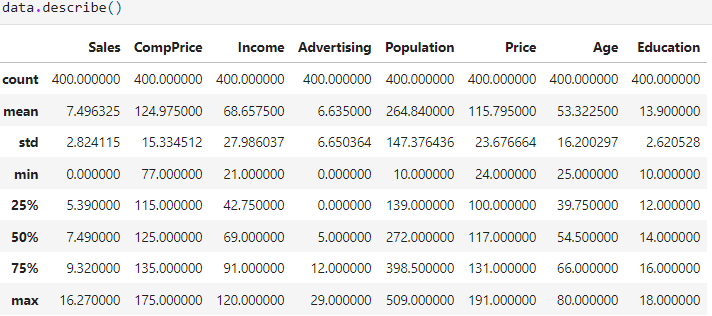 data.describe()
Sales CompPrice Income Advertising Population Price Age Education
count 400.000000 400.000000 400.000000 400.000000 400.000000 400.000000 400.000000 400.000000
mean 7.496325 124.975000 68.657500 6.635000 264.840000 115.795000 53.322500 13.900000
std 2.824115 15.334512 27.986037 6.650364 147.376436 23.676664 16.200297 2.620528
min 0.000000 77.000000 21.000000 0.000000 10.000000 24.000000 25.000000 10.000000
25% 5.390000 115.000000 42.750000 0.000000 139.000000 100.000000 39.750000 12.000000
50% 7.490000 125.000000 69.000000 5.000000 272.000000 117.000000 54.500000 14.000000
75% 9.320000 135.000000 91.000000 12.000000 398.500000 131.000000 66.000000 16.000000
max 16.270000 175.000000 120.000000 29.000000 509.000000 191.000000 80.000000 18.000000